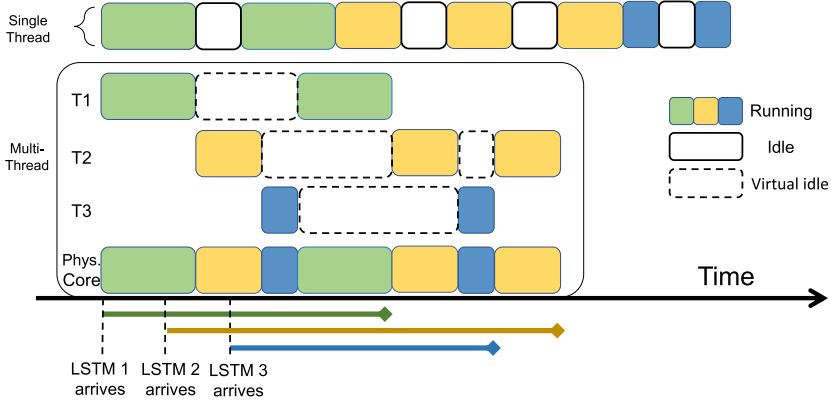 Single
Thread
T1
Multi-
Thread
T2
T3
Phys.
Core
Running
Idle
Virtual idle
Time
LSTM 1
arrives
LSTM 2
arrives
LSTM 3
arrives